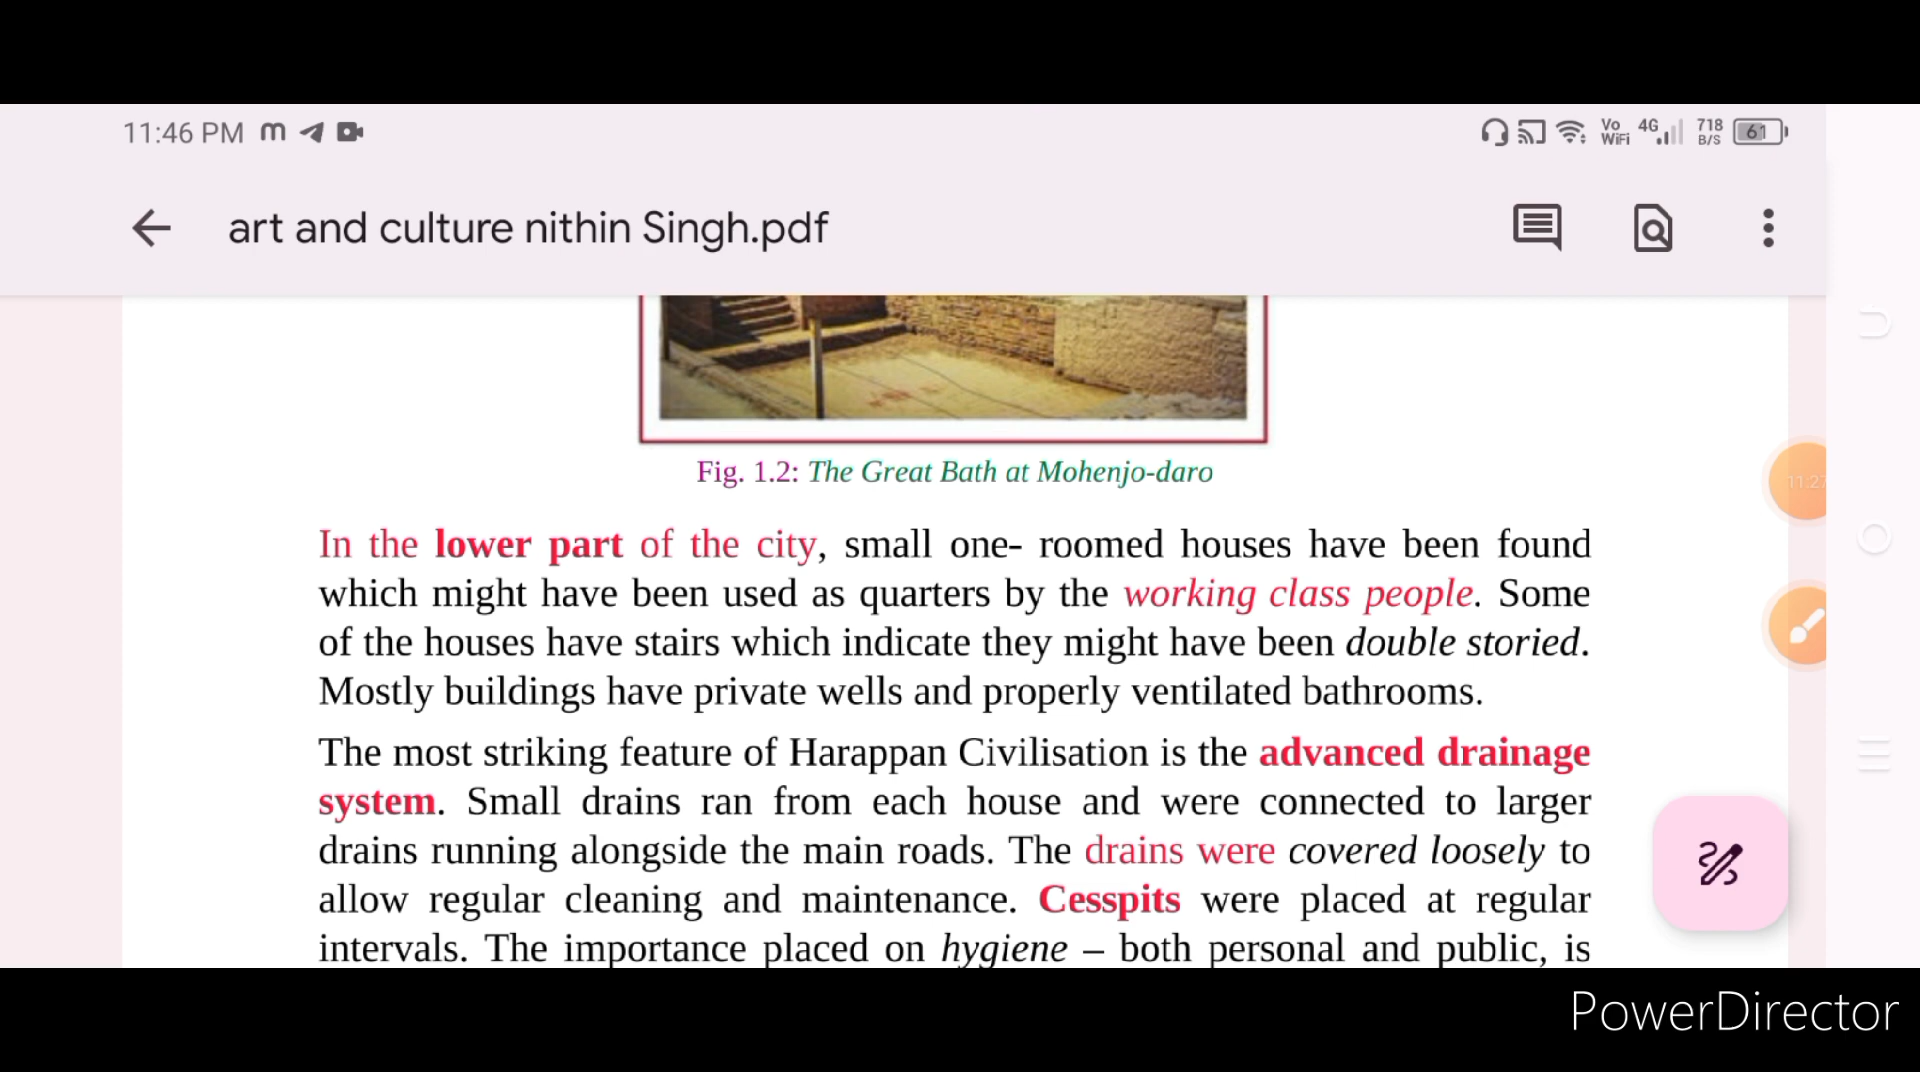 11:46 PM
Vo WiFi 4G 718 B/S 61
art and culture nithin Singh.pdf
Fig. 1.2: The Great Bath at Mohenjo-daro
11:27
In the lower part of the city, small one- roomed houses have been found
which might have been used as quarters by the working class people. Some
of the houses have stairs which indicate they might have been double storied.
Mostly buildings have private wells and properly ventilated bathrooms.
The most striking feature of Harappan Civilisation is the advanced drainage
system. Small drains ran from each house and were connected to larger
drains running alongside the main roads. The drains were covered loosely to
allow regular cleaning and maintenance. Cesspits were placed at regular
intervals. The importance placed on hygiene – both personal and public, is
PowerDirector